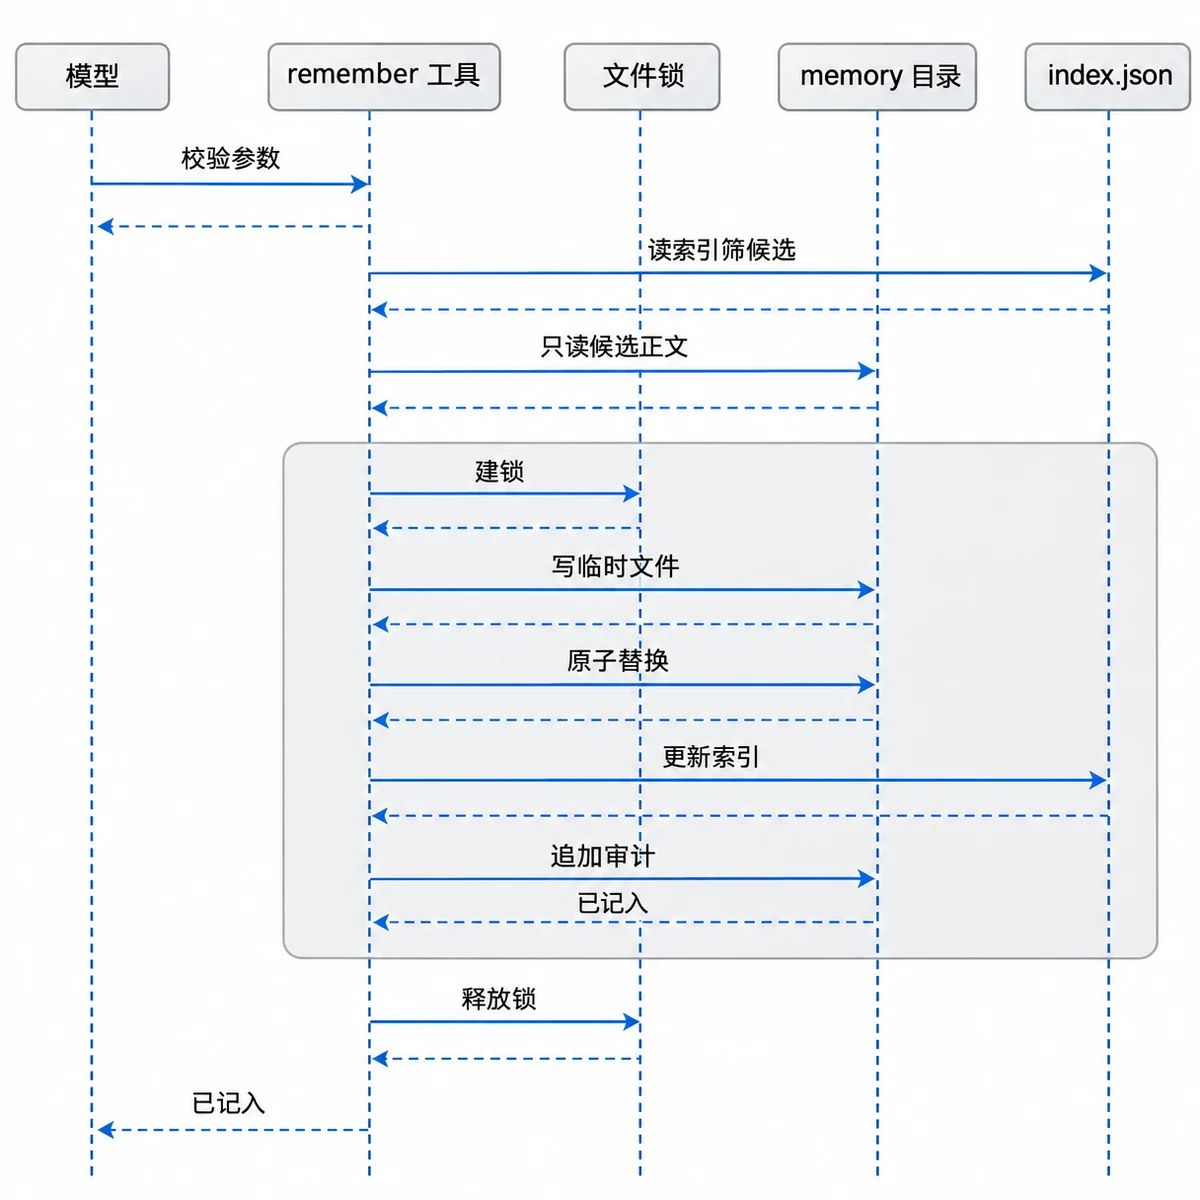 模型
remember 工具
文件锁
memory 目录
index.json
校验参数
读索引筛候选
只读候选正文
建锁
写临时文件
原子替换
更新索引
追加审计
已记入
释放锁
已记入